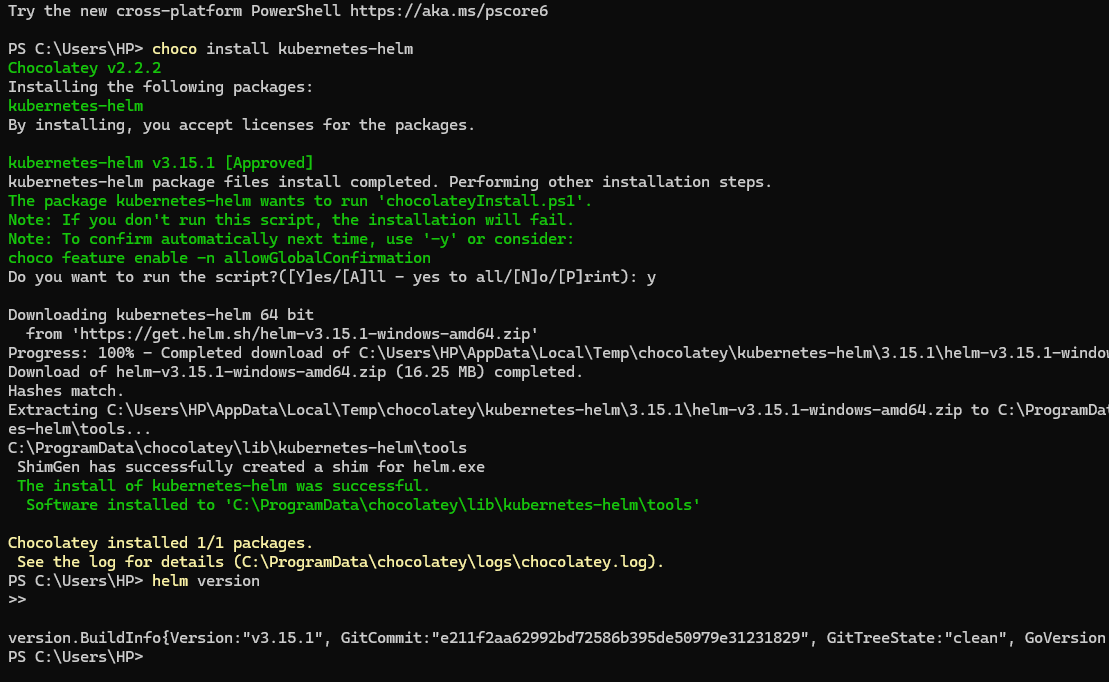 Try the new cross-platform PowerShell https://aka.ms/pscore6
PS C:\Users\HP> choco install kubernetes-helm
Chocolatey v2.2.2
Installing the following packages:
kubernetes-helm
By installing, you accept licenses for the packages.
kubernetes-helm v3.15.1 [Approved]
kubernetes-helm package files install completed. Performing other installation steps.
The package kubernetes-helm wants to run 'chocolateyInstall.ps1'.
Note: If you don't run this script, the installation will fail.
Note: To confirm automatically next time, use '-y' or consider:
choco feature enable -n allowGlobalConfirmation
Do you want to run the script?([Y]es/[A]ll - yes to all/[N]o/[P]rint): y
Downloading kubernetes-helm 64 bit
  from 'https://get.helm.sh/helm-v3.15.1-windows-amd64.zip'
Progress: 100% - Completed download of C:\Users\HP\AppData\Local\Temp\chocolatey\kubernetes-helm\3.15.1\helm-v3.15.1-window
Download of helm-v3.15.1-windows-amd64.zip (16.25 MB) completed.
Hashes match.
Extracting C:\Users\HP\AppData\Local\Temp\chocolatey\kubernetes-helm\3.15.1\helm-v3.15.1-windows-amd64.zip to C:\ProgramDat
es-helm\tools...
C:\ProgramData\chocolatey\lib\kubernetes-helm\tools
 ShimGen has successfully created a shim for helm.exe
 The install of kubernetes-helm was successful.
  Software installed to 'C:\ProgramData\chocolatey\lib\kubernetes-helm\tools'
Chocolatey installed 1/1 packages.
 See the log for details (C:\ProgramData\chocolatey\logs\chocolatey.log).
PS C:\Users\HP> helm version
>>
version.BuildInfo{Version:"v3.15.1", GitCommit:"e211f2aa62992bd72586b395de50979e31231829", GitTreeState:"clean", GoVersion
PS C:\Users\HP>